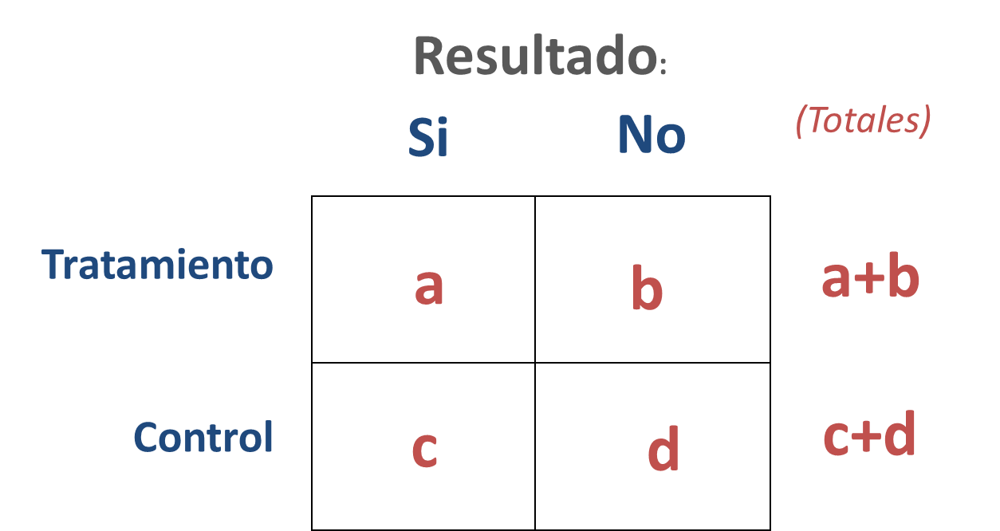 Resultado:
Si No (Totales)
Tratamiento a b a+b
Control c d c+d